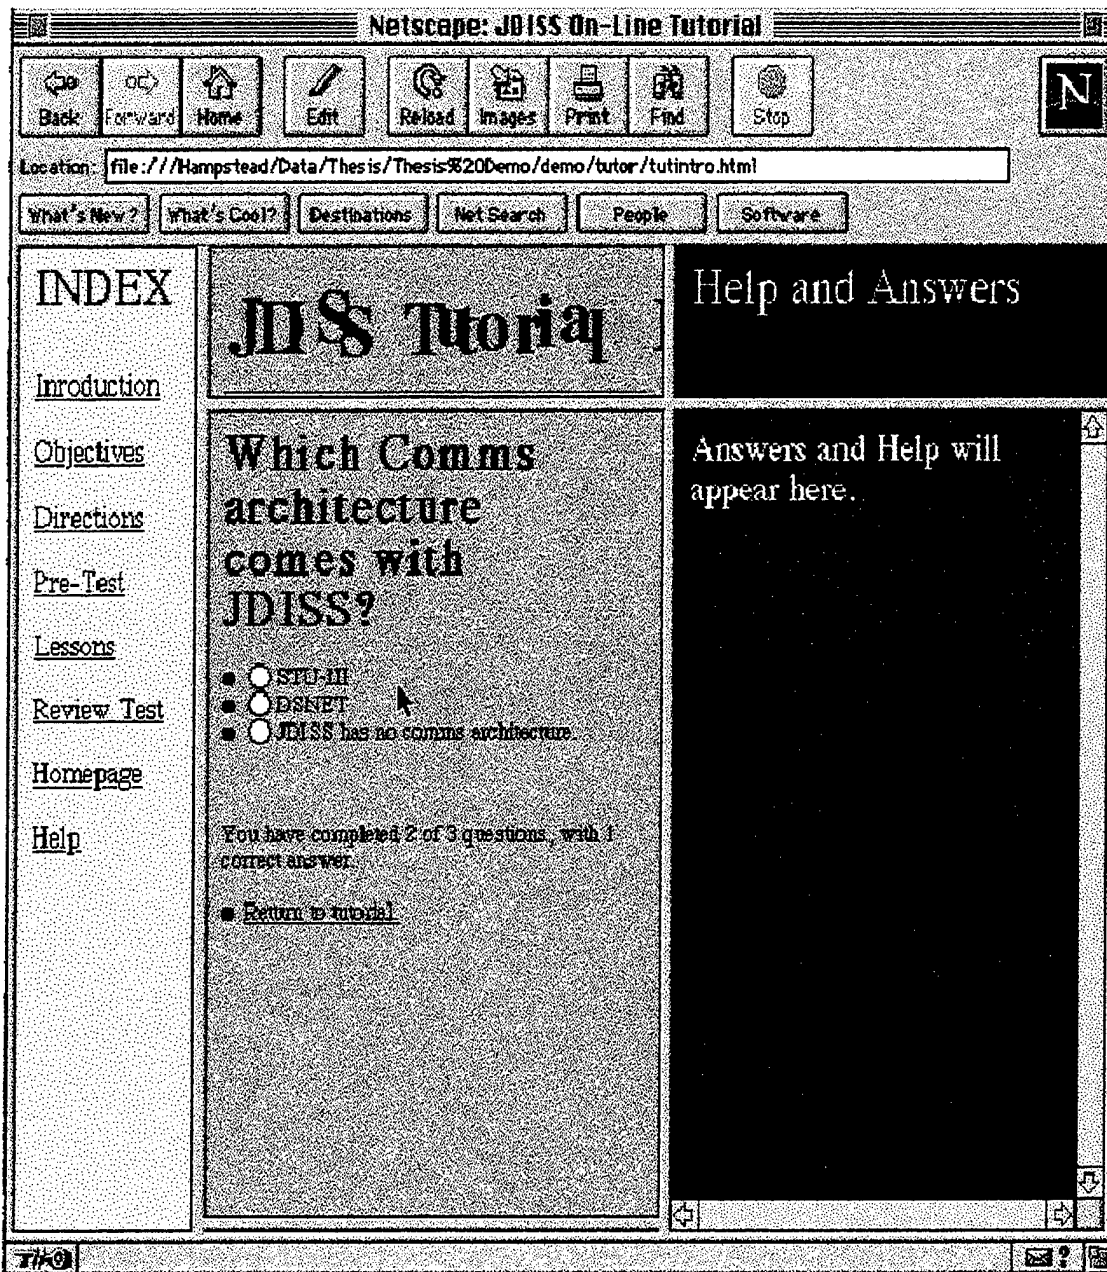 Netscape: JDISS On-Line Tutorial
Back Forward Home Edit Reload Images Print Find Stop
N
Location: file:///Hampstead/Data/Thesis/Thesis%20Demo/demo/tutor/tutintro.html
What's New? What's Cool? Destinations Net Search People Software
INDEX
Inroduction
Objectives
Directions
Pre-Test
Lessons
Review Test
Homepage
Help
JDISS Tutorial
Which Comms
architecture
comes with
JDISS?
STU-III
DSNET
JDISS has no comms architecture.
You have completed 2 of 3 questions, with 1
correct answer.
Return to tutorial.
Help and Answers
Answers and Help will
appear here.
?